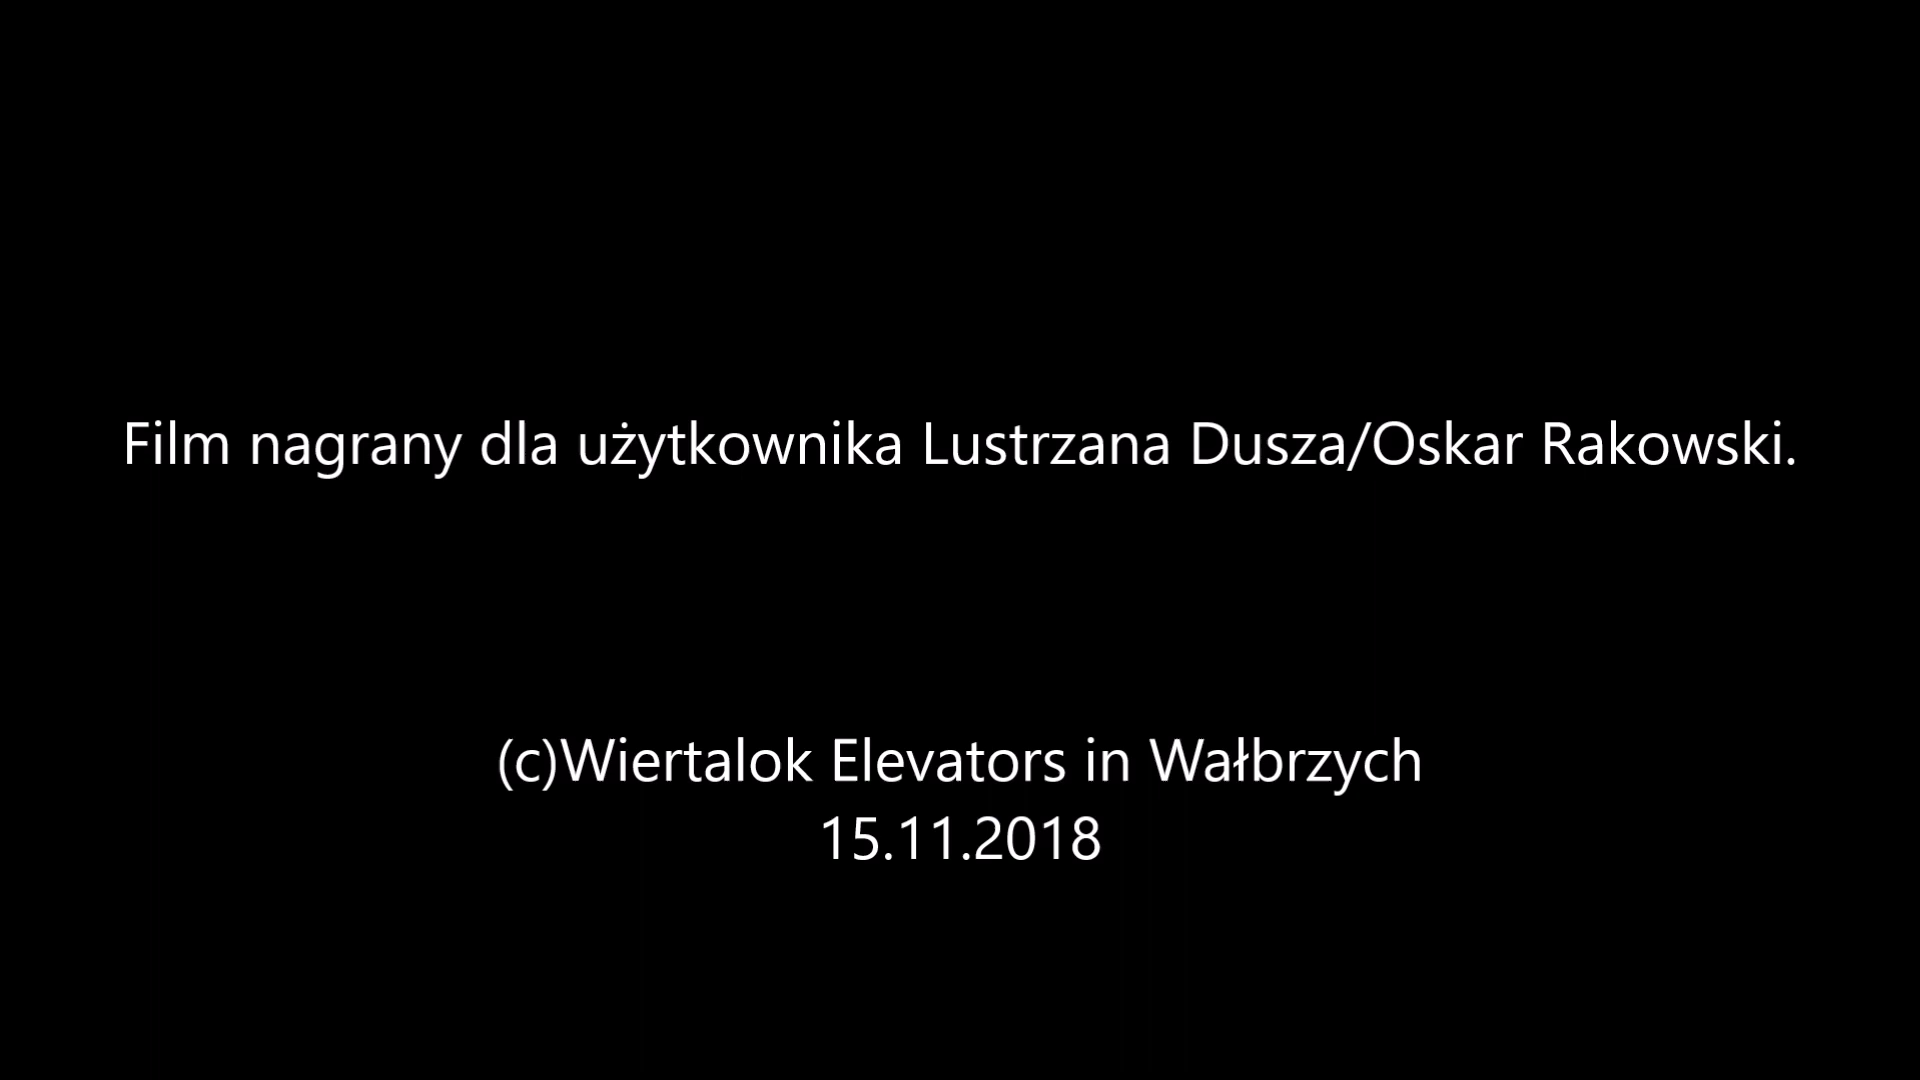 Film nagrany dla użytkownika Lustrzana Dusza/Oskar Rakowski.
(c)Wiertalok Elevators in Wałbrzych
15.11.2018